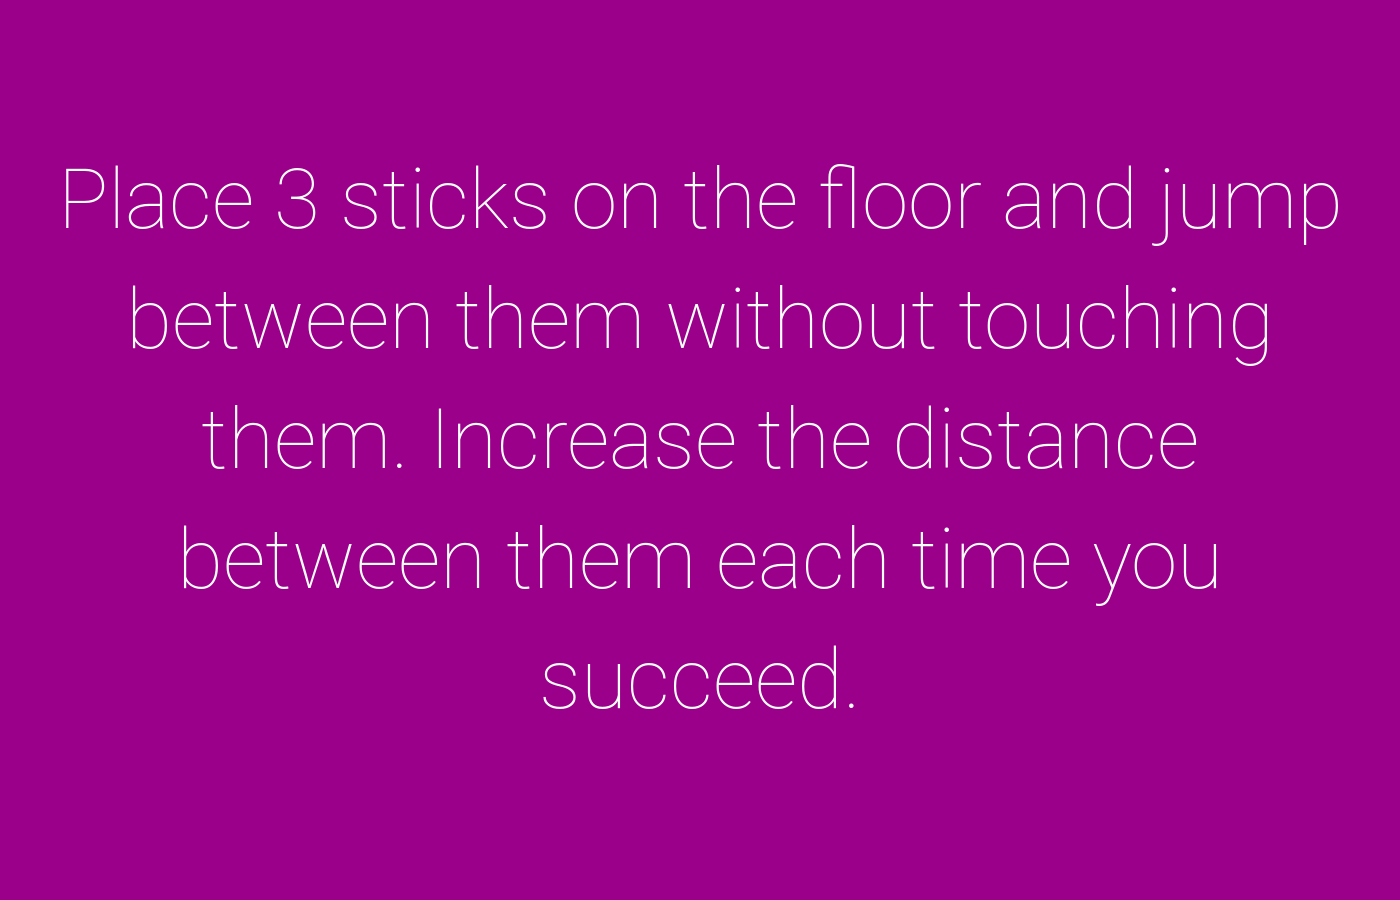 Place 3 sticks on the floor and jump
between them without touching
them. Increase the distance
between them each time you
succeed.